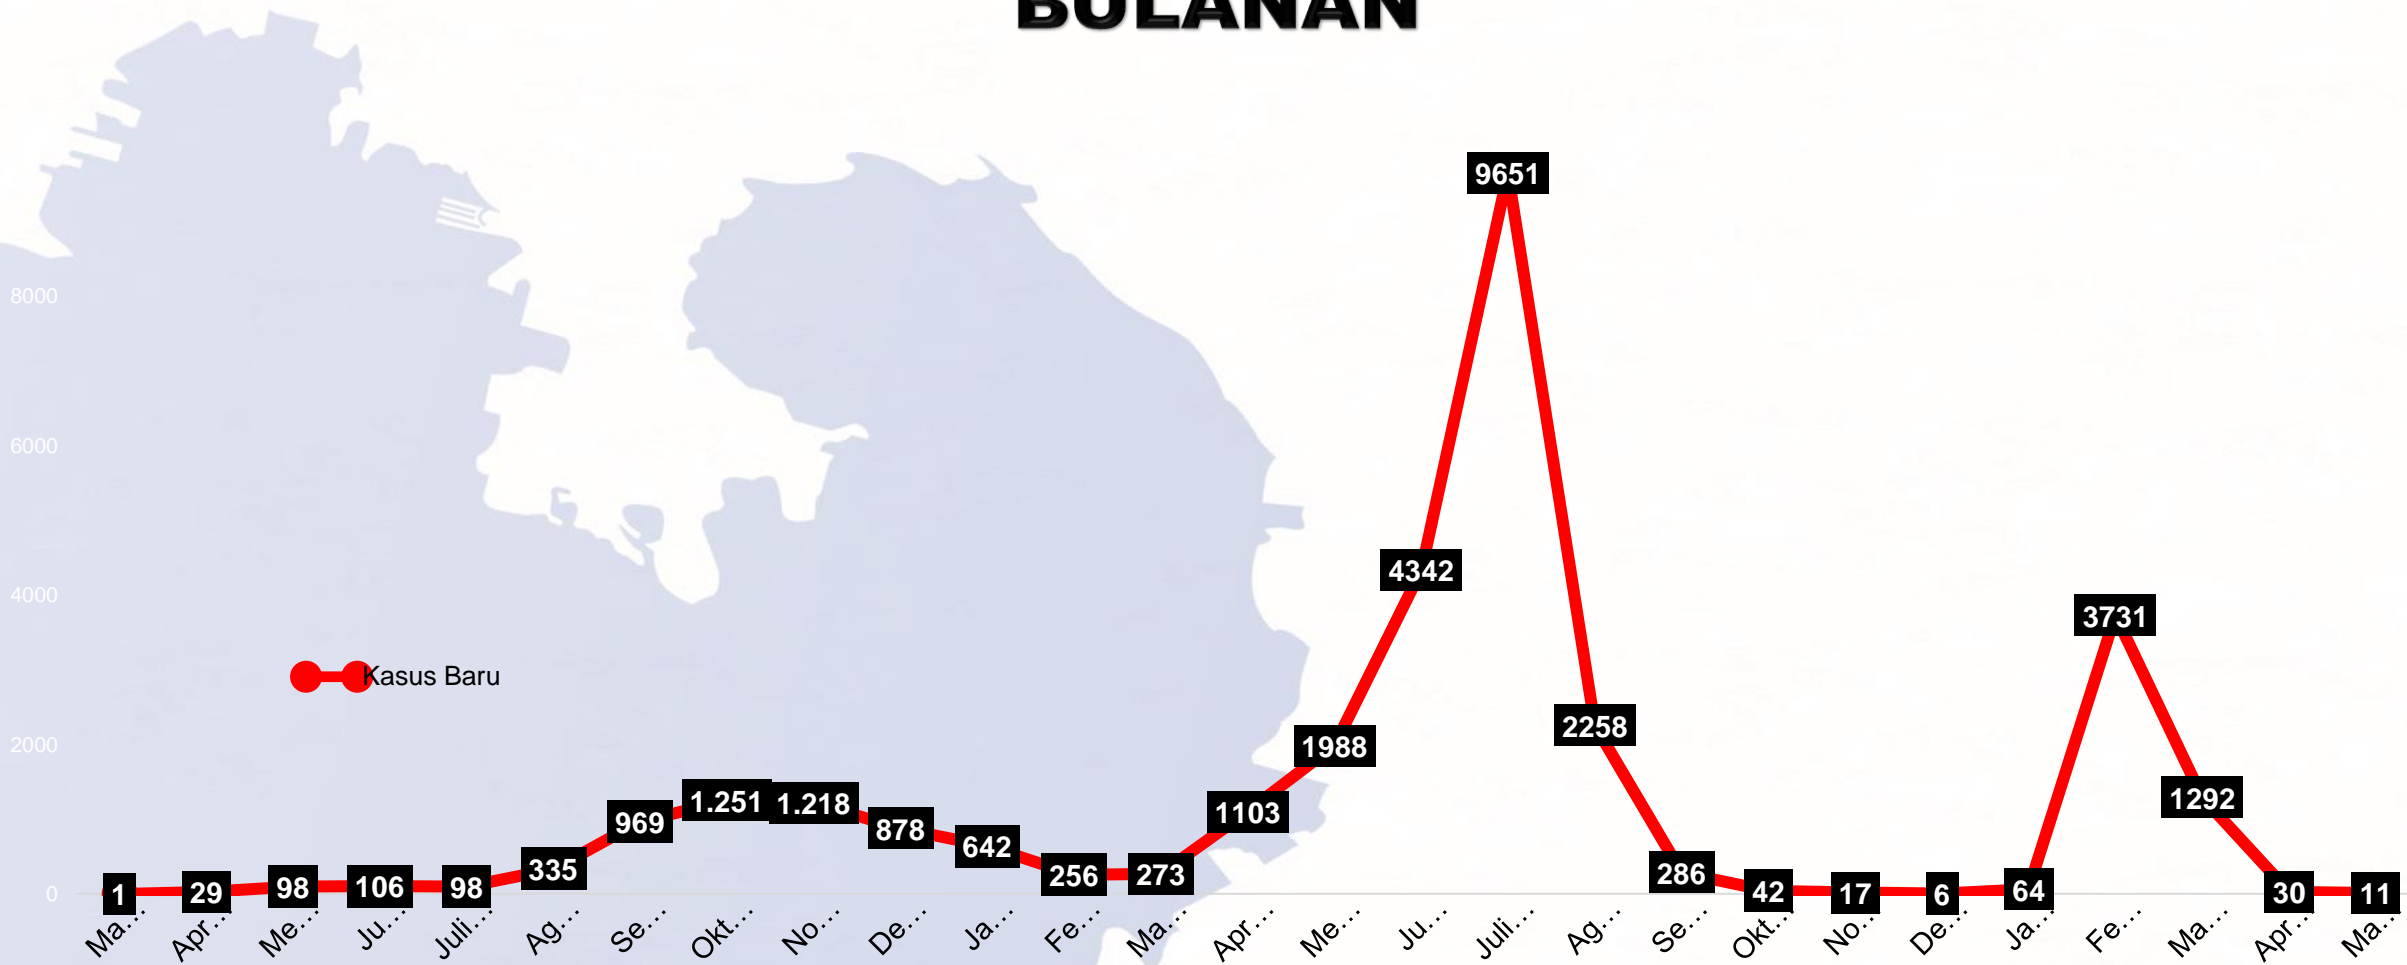 BULANAN
9651
8000
6000
4342
4000
3731
Kasus Baru
2258
1988
2000
1292
1.251
1.218
1103
969
878
642
335
286
273
256
106
98
98
64
42
30
29
17
11
6
1
0
Ma...
Apr...
Me...
Ju...
Juli...
Ag...
Se...
Okt...
No...
De...
Ja...
Fe...
Ma...
Apr...
Me...
Ju...
Juli...
Ag...
Se...
Okt...
No...
De...
Ja...
Fe...
Ma...
Apr...
Ma...